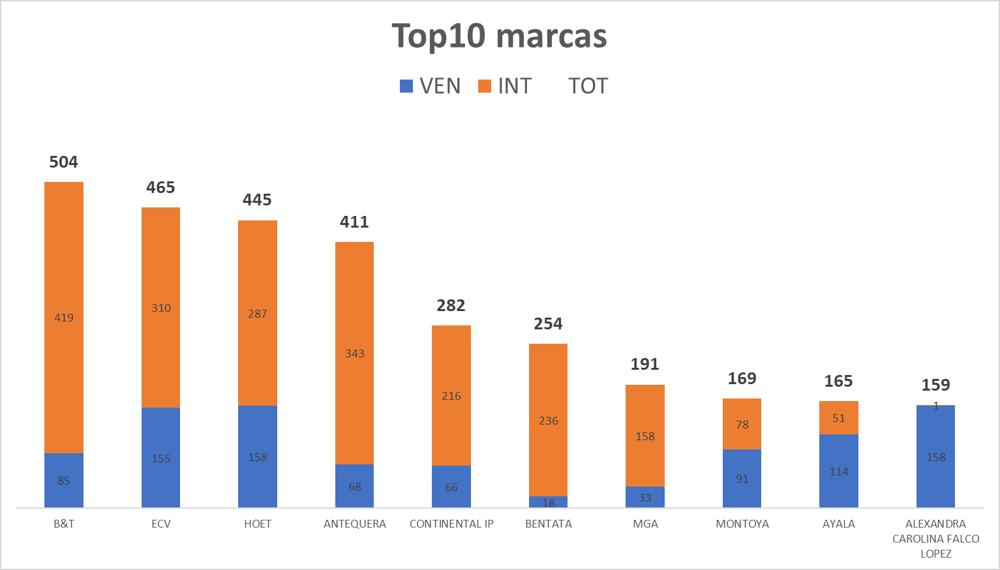 Top10 marcas
VEN INT TOT
504
465
445
411
282
254
191
169
165
159
419
310
287
343
216
236
158
78
51
1
85
155
158
68
66
18
33
91
114
158
B&T
ECV
HOET
ANTEQUERA
CONTINENTAL IP
BENTATA
MGA
MONTOYA
AYALA
ALEXANDRA
CAROLINA FALCO
LOPEZ